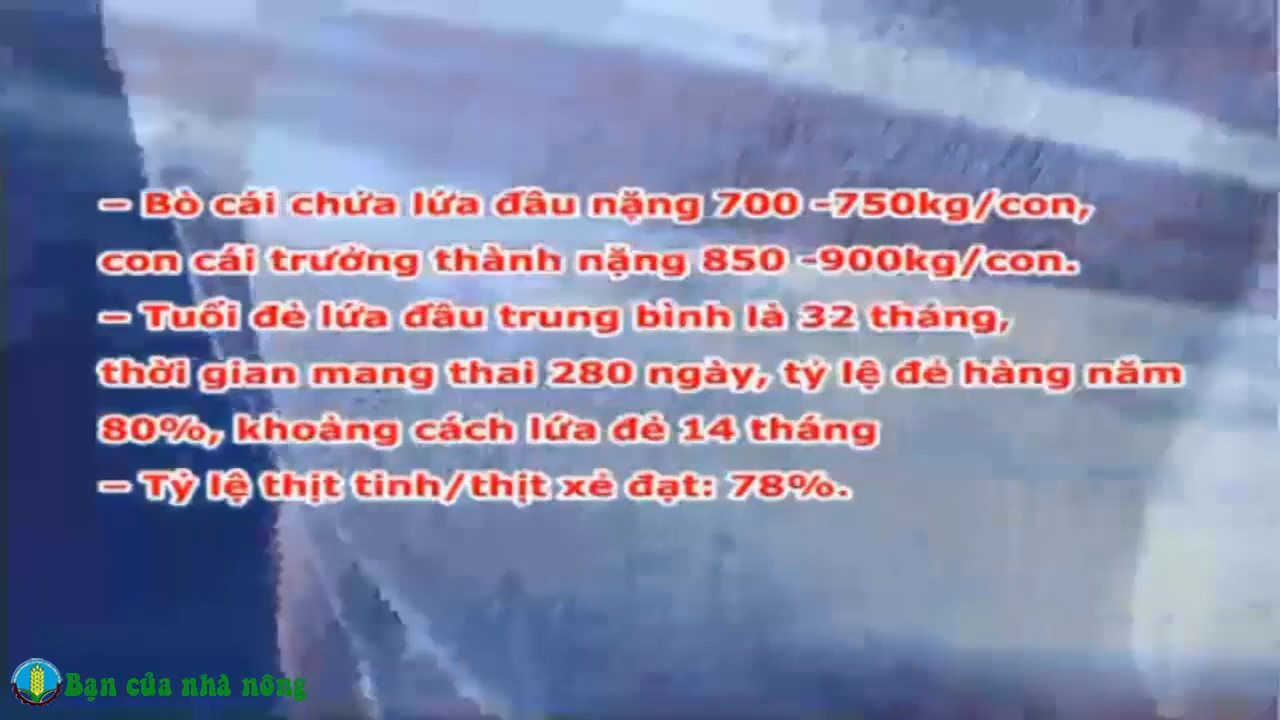 – Bò cái chửa lứa đầu nặng 700 -750kg/con,
con cái trưởng thành nặng 850 -900kg/con.
– Tuổi đẻ lứa đầu trung bình là 32 tháng,
thời gian mang thai 280 ngày, tỷ lệ đẻ hàng năm
80%, khoảng cách lứa đẻ 14 tháng
– Tỷ lệ thịt tinh/thịt xẻ đạt: 78%.
Bạn của nhà nông